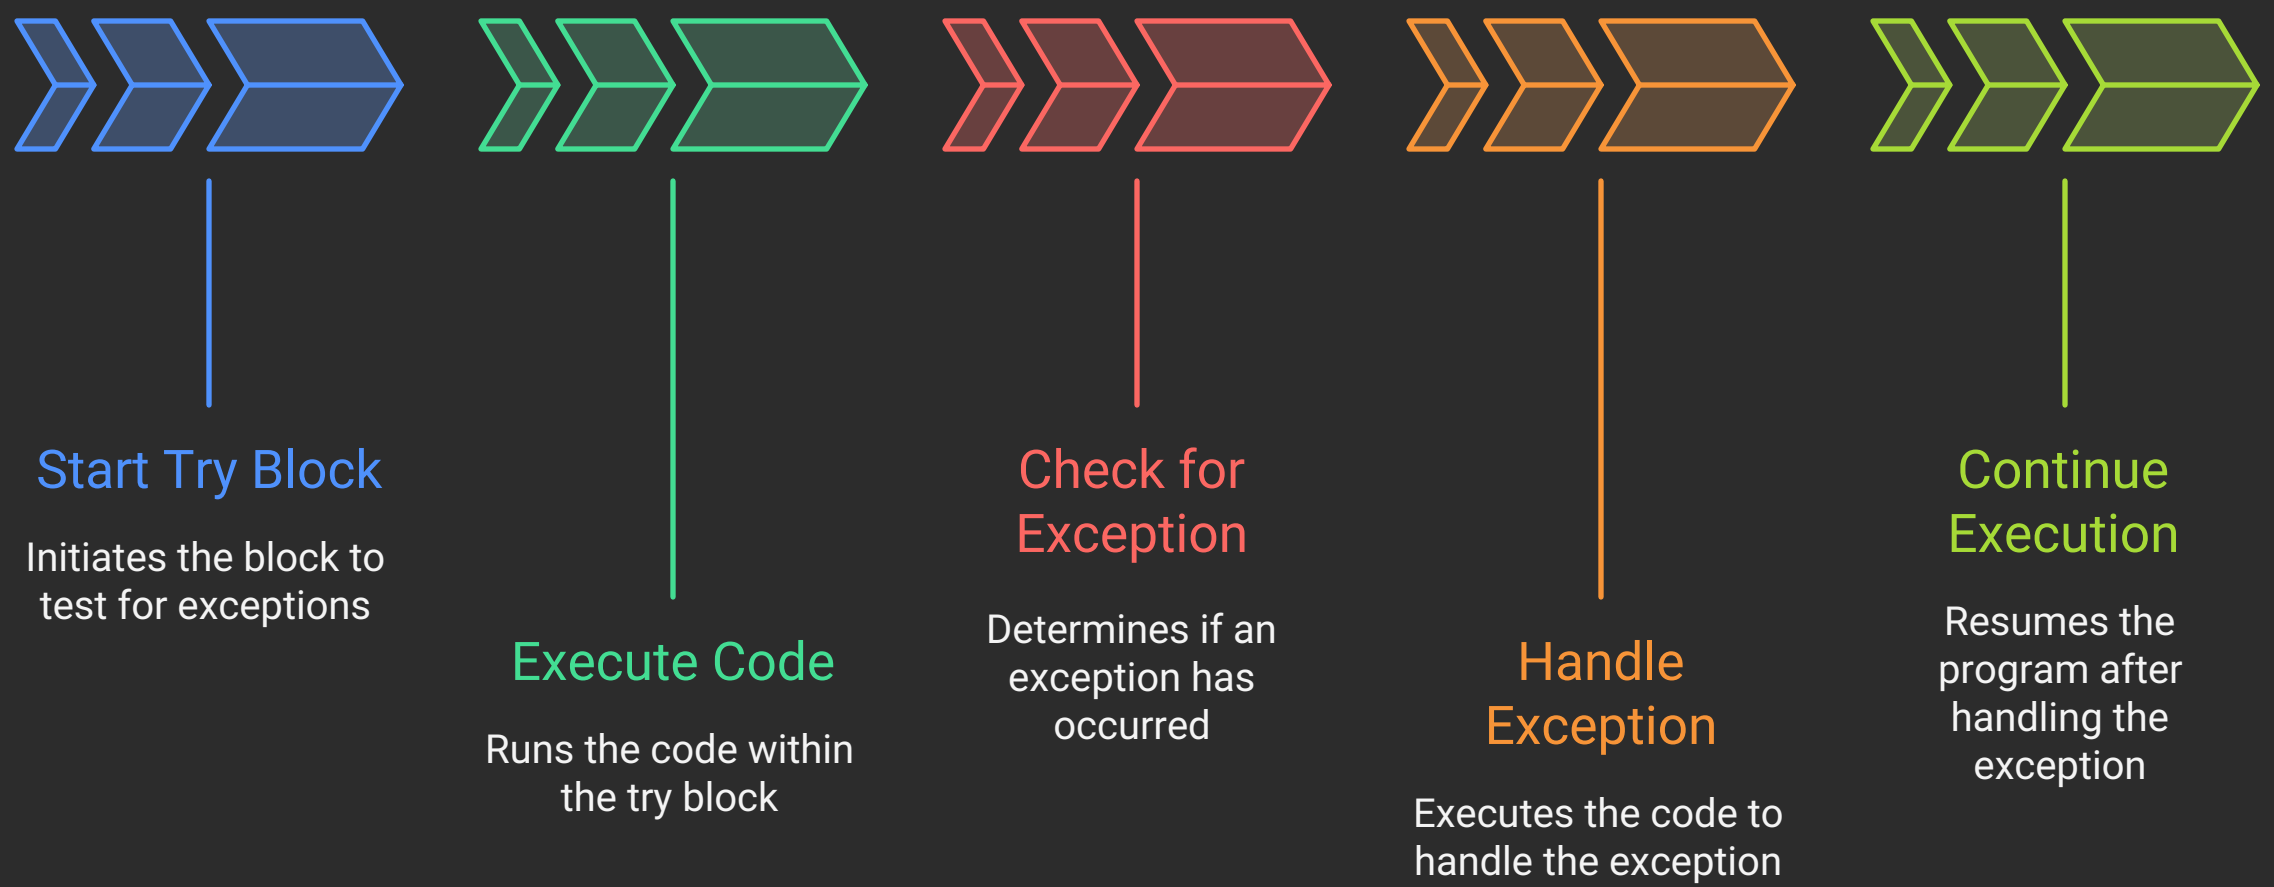 Start Try Block
Initiates the block to
test for exceptions
Execute Code
Runs the code within
the try block
Check for
Exception
Determines if an
exception has
occurred
Handle
Exception
Executes the code to
handle the exception
Continue
Execution
Resumes the
program after
handling the
exception